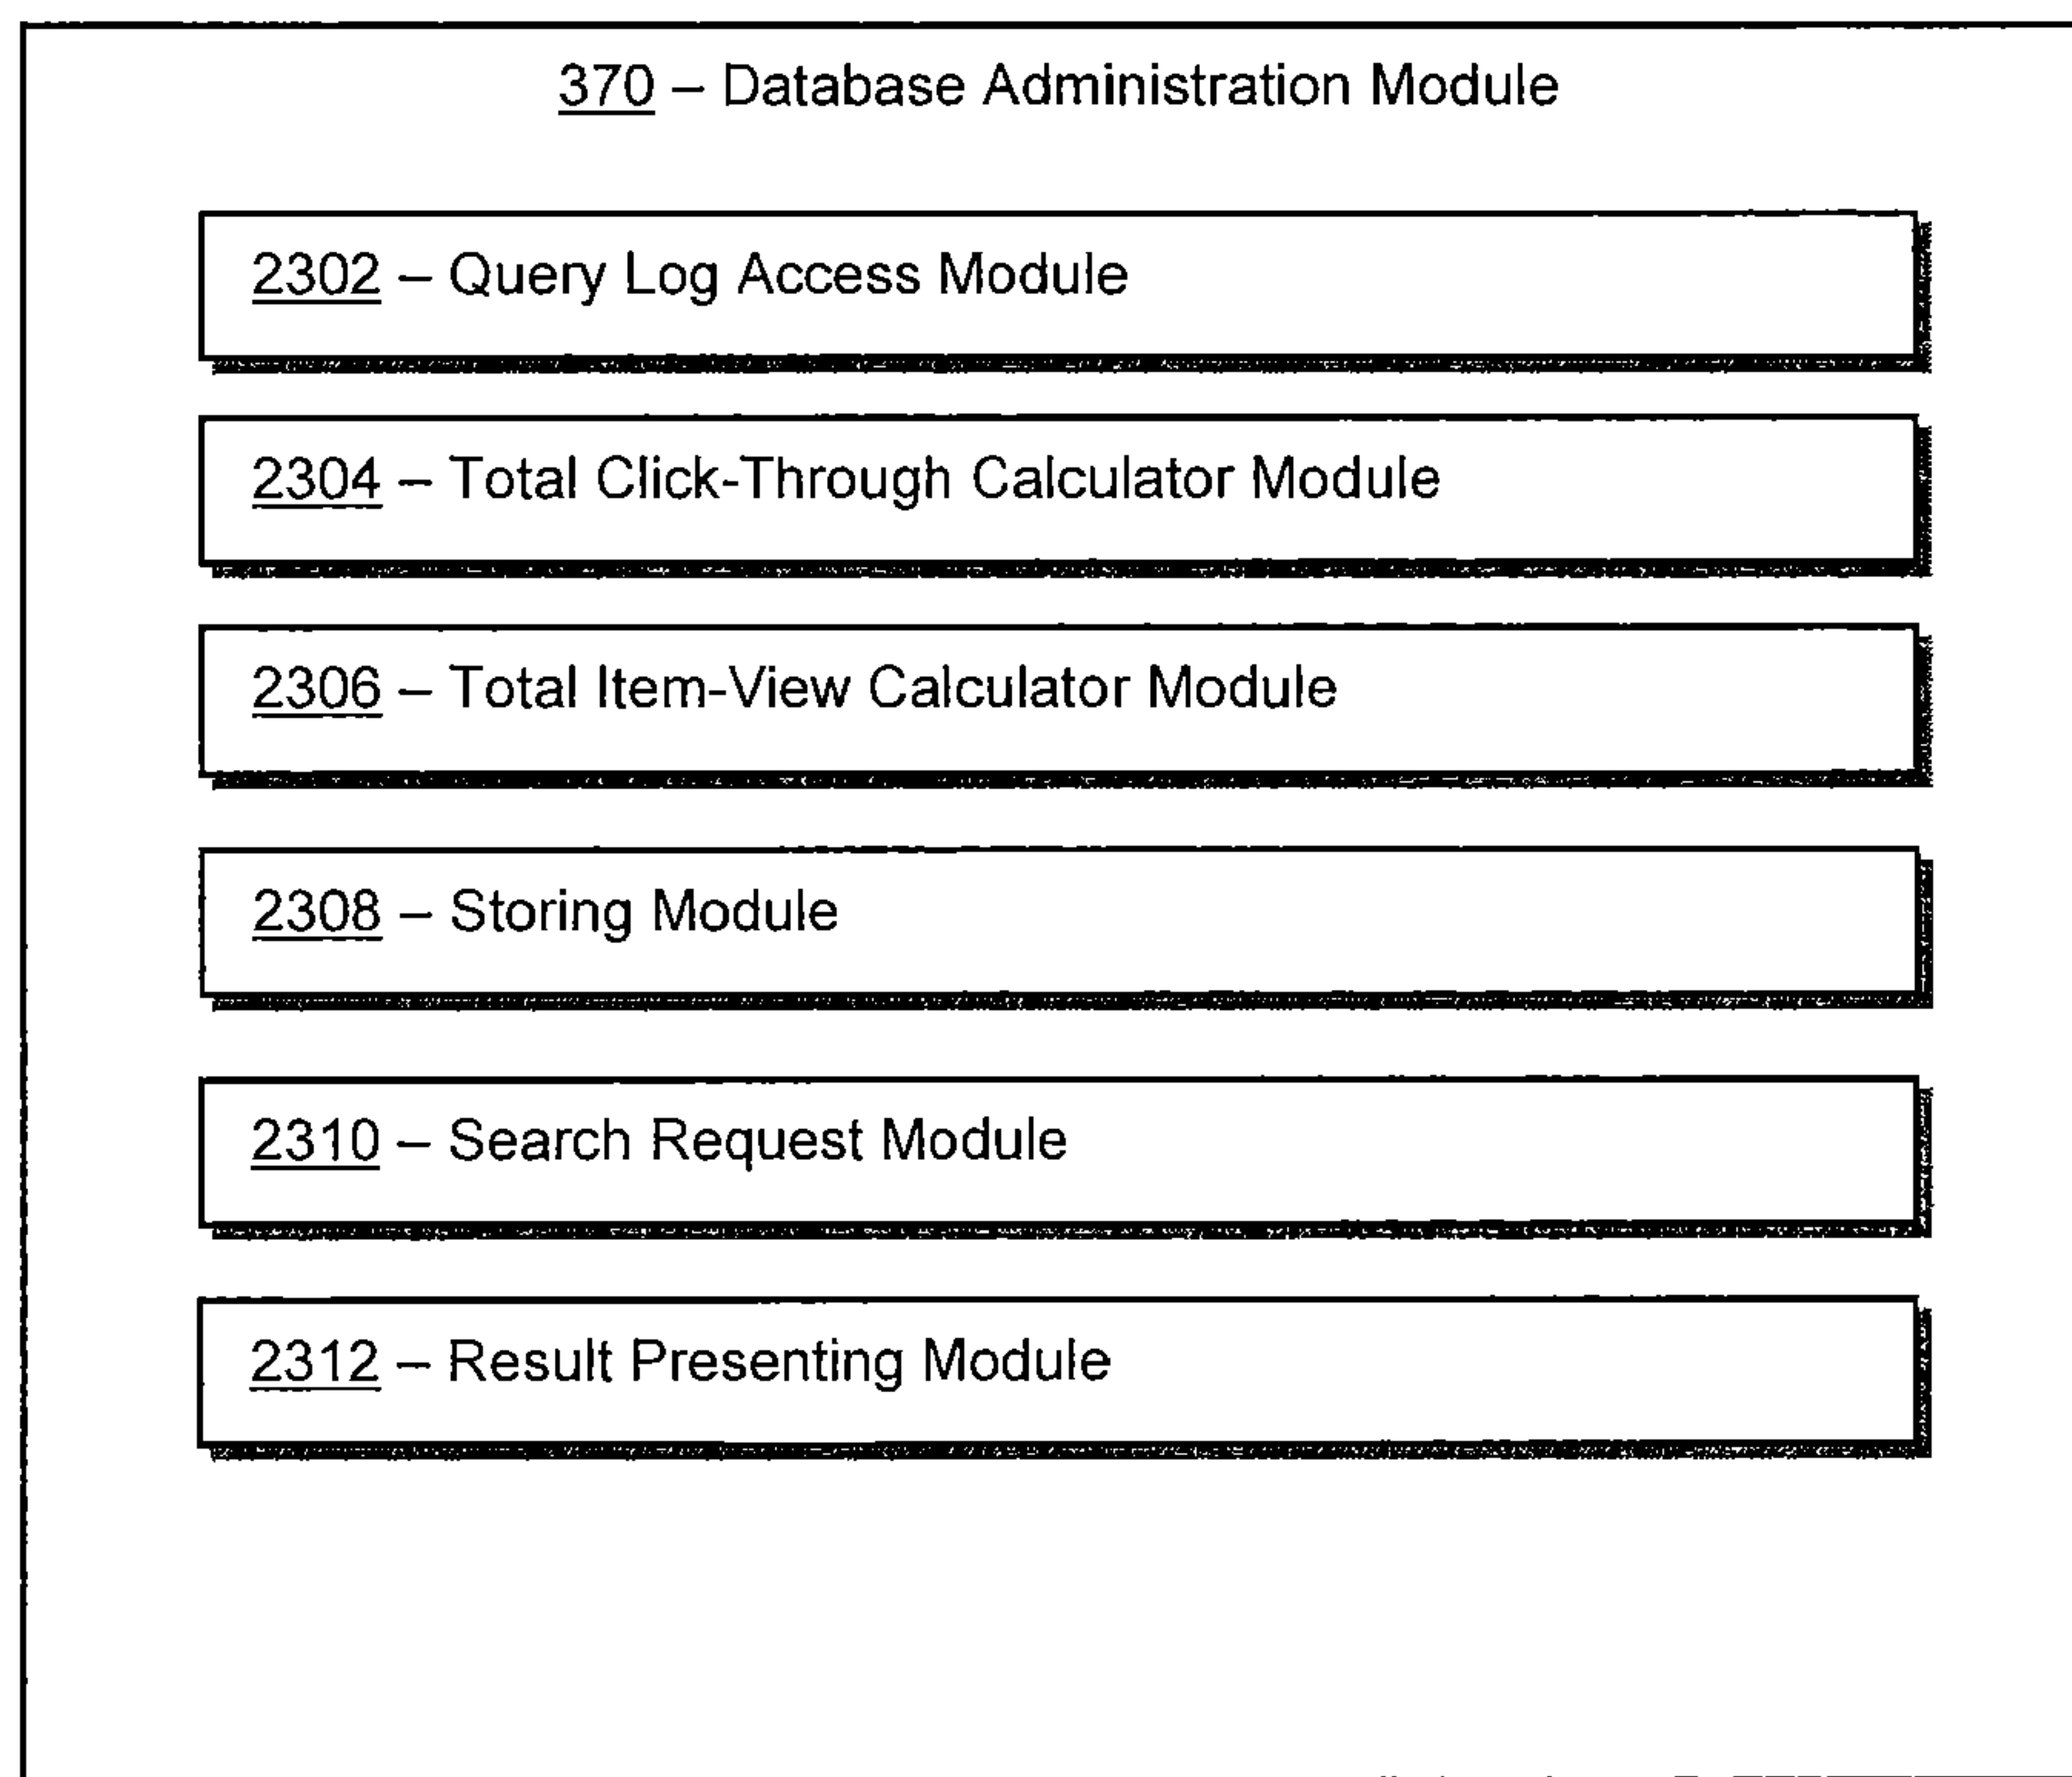 370 – Database Administration Module
2302 – Query Log Access Module
2304 – Total Click-Through Calculator Module
2306 – Total Item-View Calculator Module
2308 – Storing Module
2310 – Search Request Module
2312 – Result Presenting Module